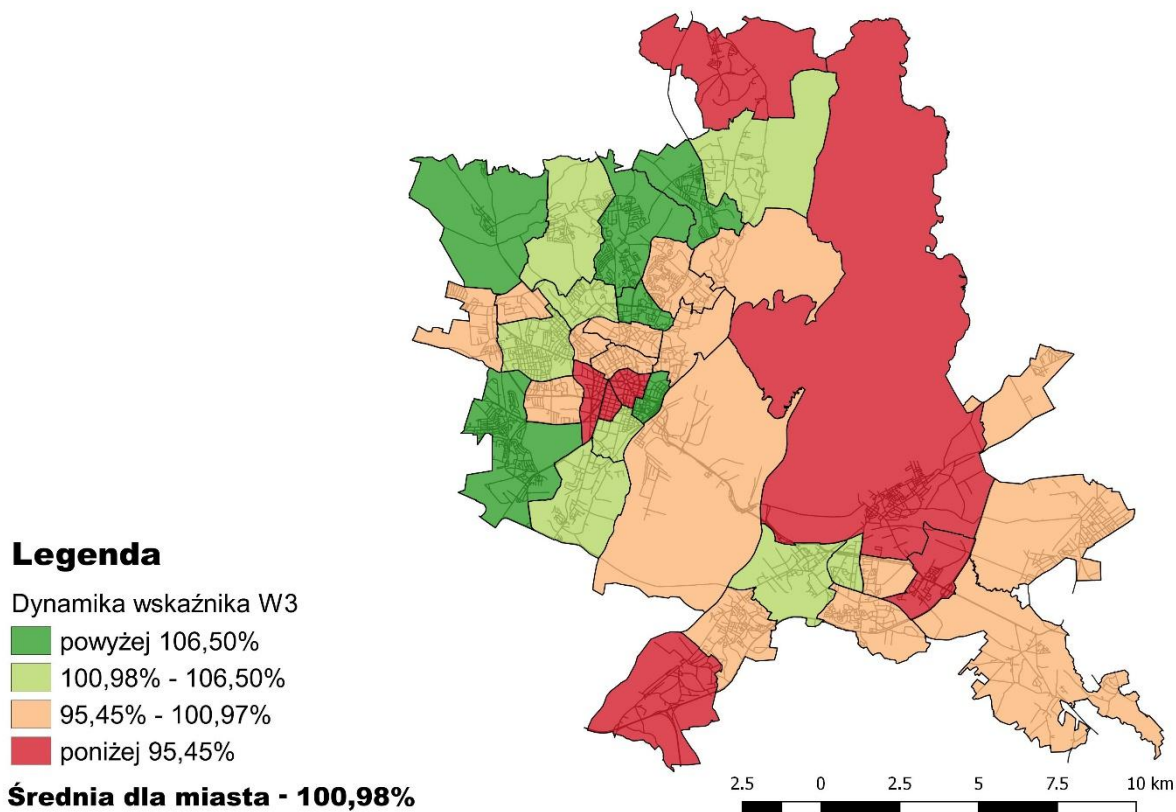 Legenda
Dynamika wskaźnika W3
powyżej 106,50%
100,98% - 106,50%
95,45% - 100,97%
poniżej 95,45%
Średnia dla miasta - 100,98%
2.5 0 2.5 5 7.5 10 km